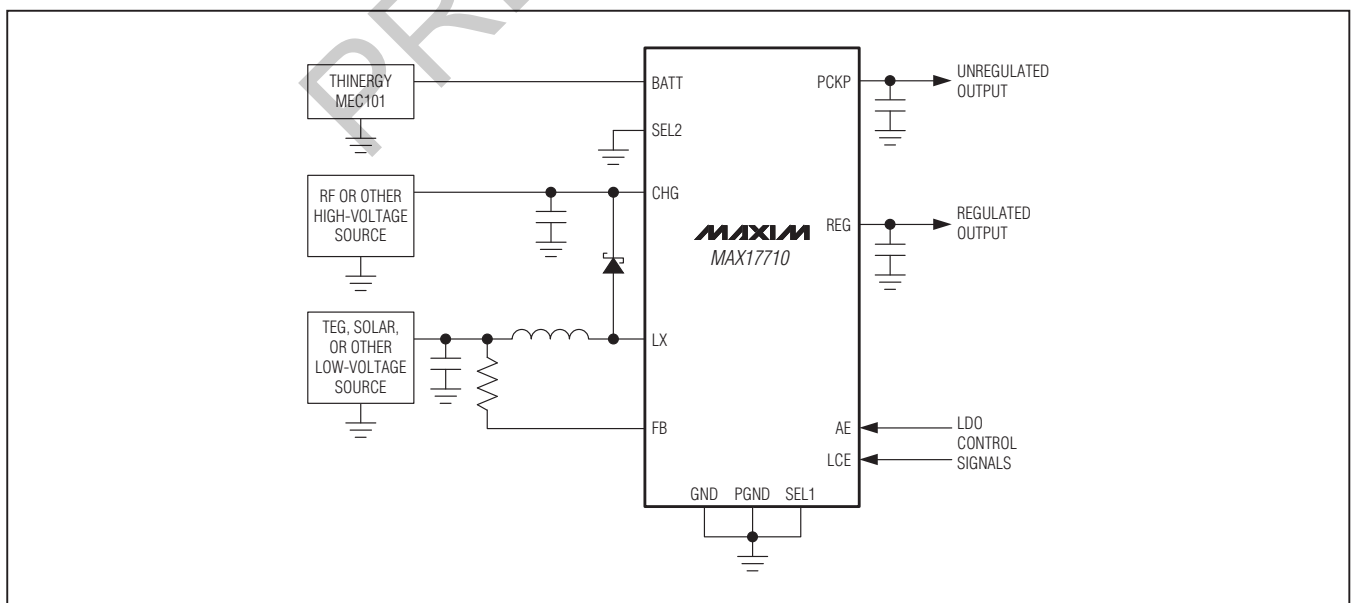 THINERGY
MEC101
RF OR OTHER
HIGH-VOLTAGE
SOURCE
TEG, SOLAR,
OR OTHER
LOW-VOLTAGE
SOURCE
BATT
SEL2
CHG
LX
FB
MAXIM
MAX17710
PCKP
REG
AE
LCE
GND PGND SEL1
UNREGULATED
OUTPUT
REGULATED
OUTPUT
LDO
CONTROL
SIGNALS